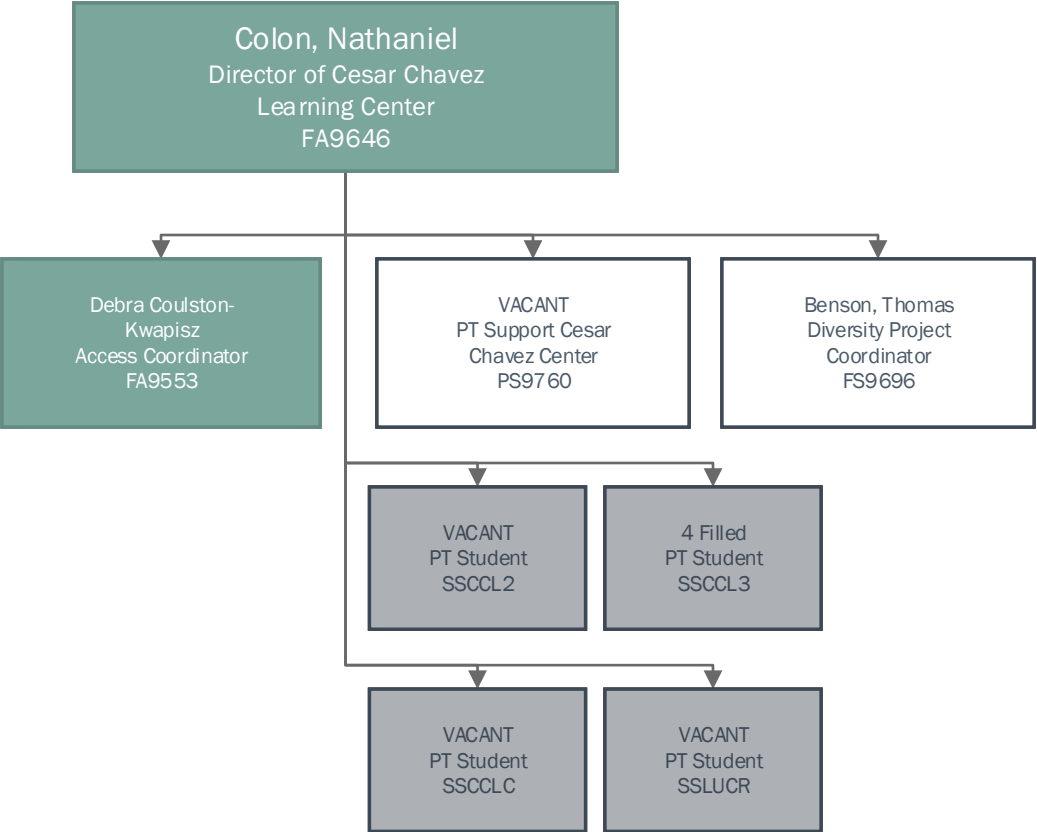 Colon, Nathaniel
Director of Cesar Chavez
Learning Center
FA9646
Debra Coulston-
Kwapisz
Access Coordinator
FA9553
VACANT
PT Support Cesar
Chavez Center
PS9760
Benson, Thomas
Diversity Project
Coordinator
FS9696
VACANT
PT Student
SSCCL2
4 Filled
PT Student
SSCCL3
VACANT
PT Student
SSCCLC
VACANT
PT Student
SSLUCR